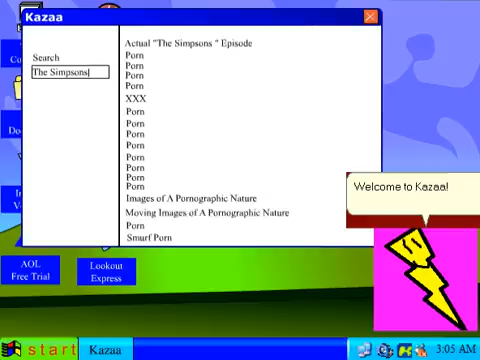 Kazaa
Search
The Simpsons
Actual "The Simpsons " Episode
Porn
Porn
Porn
Porn
XXX
Porn
Porn
Porn
Porn
Porn
Porn
Porn
Porn
Images of A Pornographic Nature
Moving Images of A Pornographic Nature
Porn
Smurf Porn
Welcome to Kazaa!
AOL
Free Trial
Lookout
Express
start
Kazaa
3:05 AM